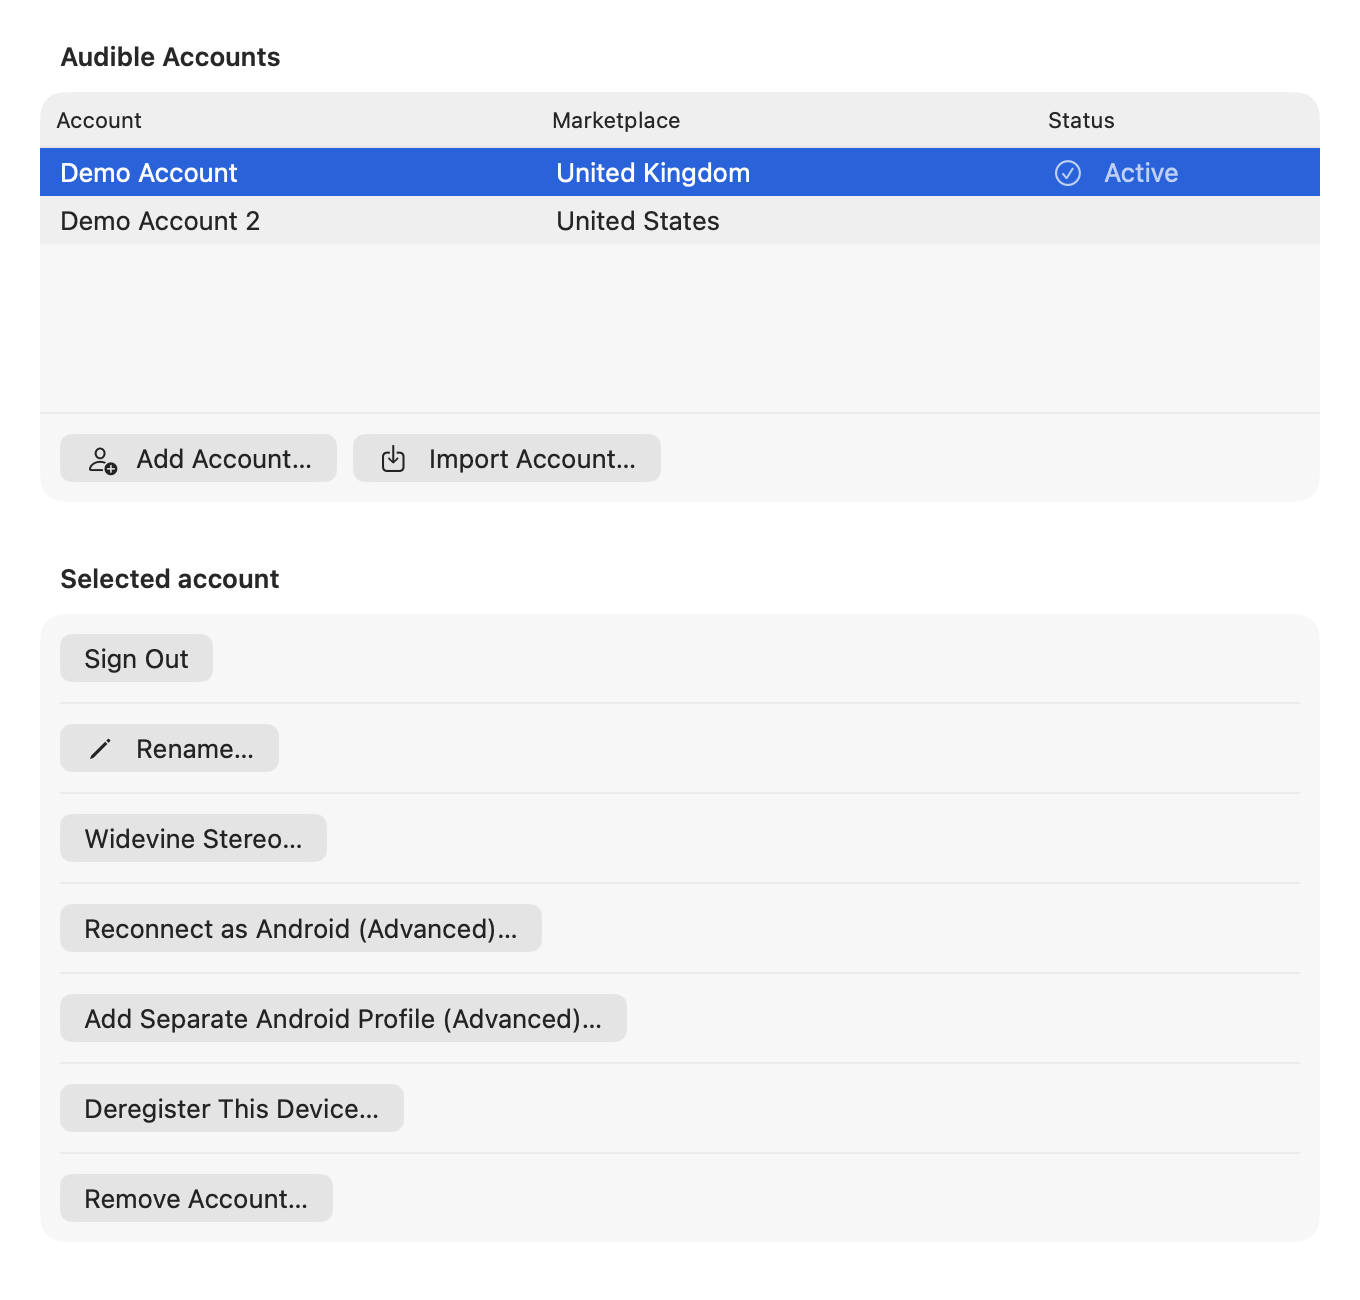 Audible Accounts
Account Marketplace Status
Demo Account United Kingdom Active
Demo Account 2 United States
Add Account... Import Account...
Selected account
Sign Out
Rename...
Widevine Stereo...
Reconnect as Android (Advanced)...
Add Separate Android Profile (Advanced)...
Deregister This Device...
Remove Account...